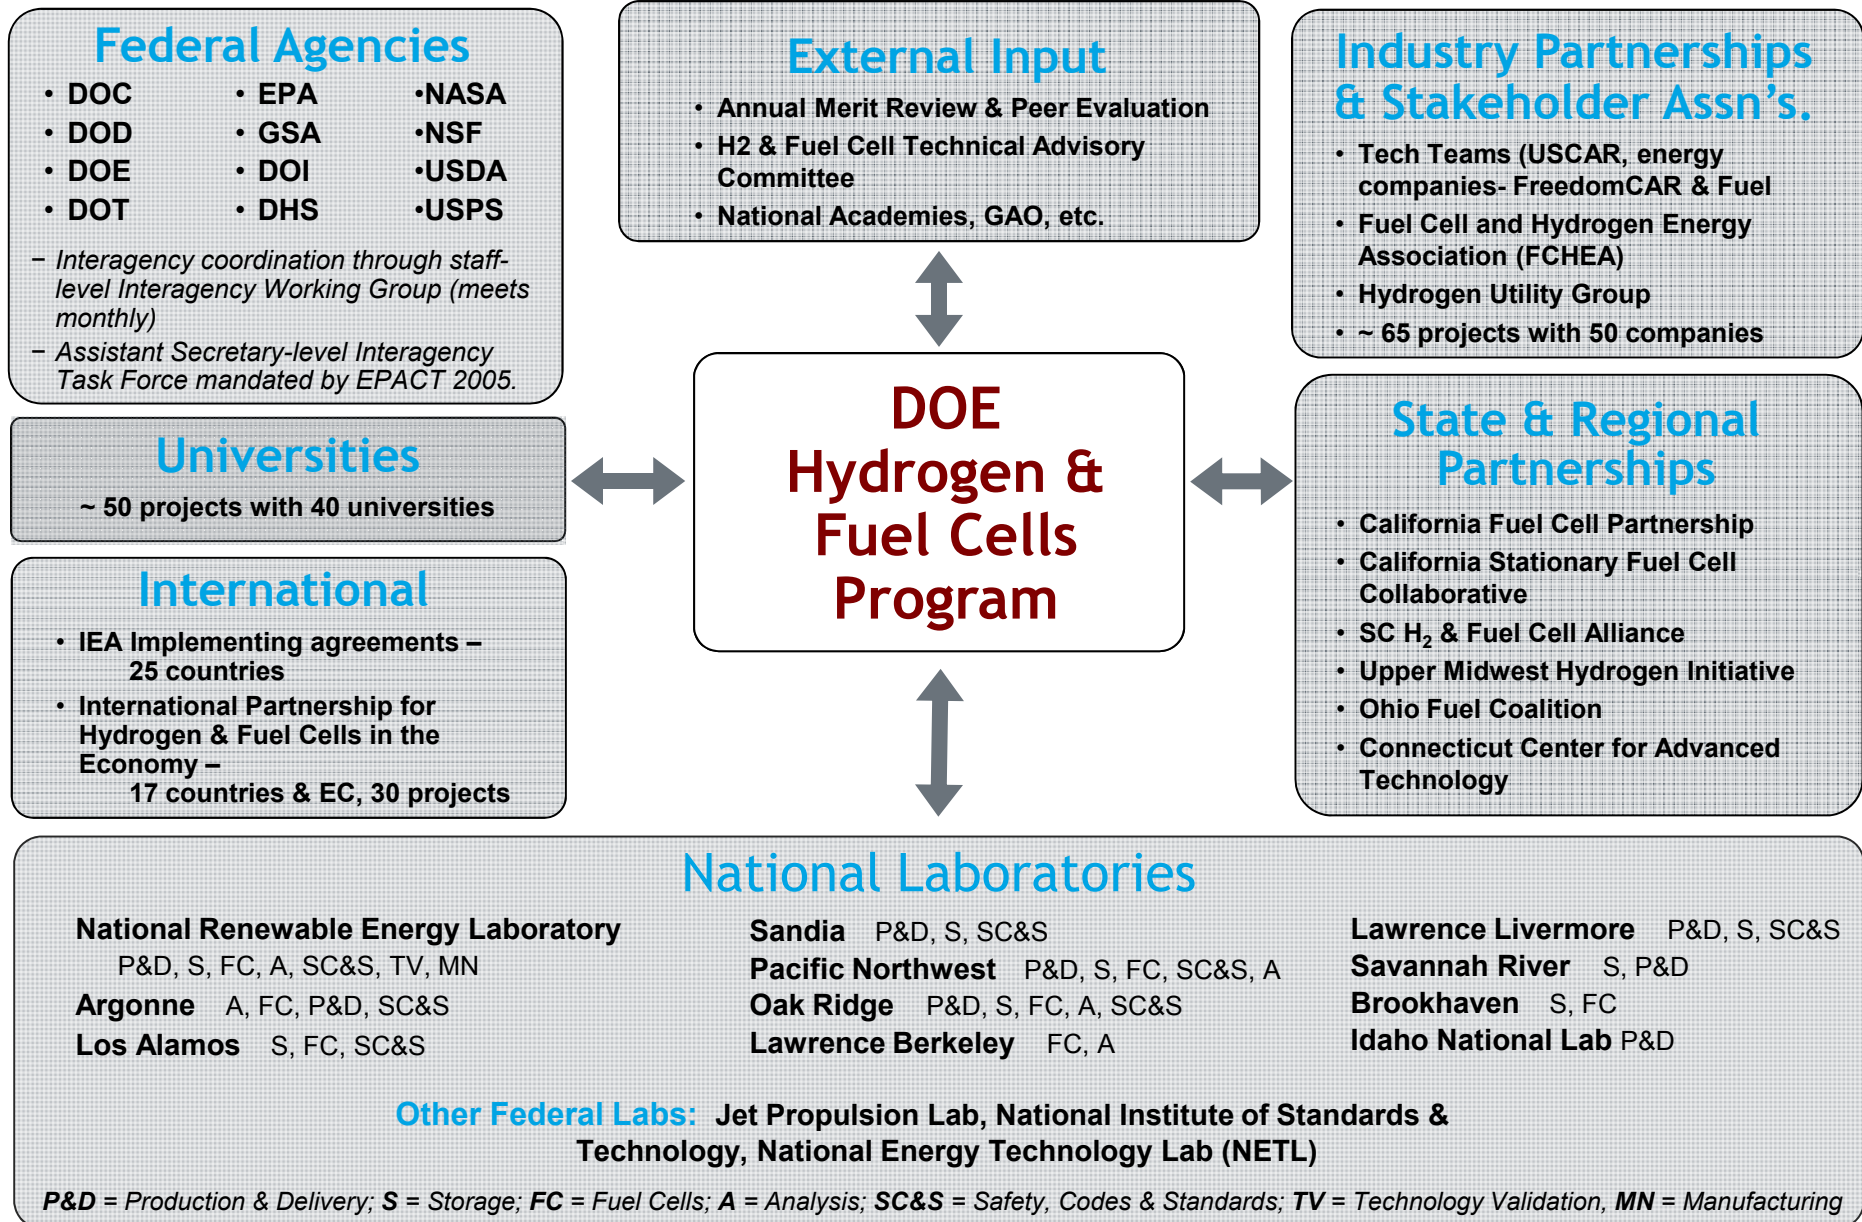 Federal Agencies
• DOC
• DOD
• DOE
• DOT
• EPA
• GSA
• DOI
• DHS
•NASA
•NSF
•USDA
•USPS
– Interagency coordination through staff-
level Interagency Working Group (meets
monthly)
– Assistant Secretary-level Interagency
Task Force mandated by EPACT 2005.
External Input
• Annual Merit Review & Peer Evaluation
• H2 & Fuel Cell Technical Advisory
Committee
• National Academies, GAO, etc.
Industry Partnerships
& Stakeholder Assn's.
• Tech Teams (USCAR, energy
companies- FreedomCAR & Fuel
• Fuel Cell and Hydrogen Energy
Association (FCHEA)
• Hydrogen Utility Group
• ~ 65 projects with 50 companies
Universities
~ 50 projects with 40 universities
DOE
Hydrogen &
Fuel Cells
Program
State & Regional
Partnerships
• California Fuel Cell Partnership
• California Stationary Fuel Cell
Collaborative
• SC H₂ & Fuel Cell Alliance
• Upper Midwest Hydrogen Initiative
• Ohio Fuel Coalition
• Connecticut Center for Advanced
Technology
International
• IEA Implementing agreements –
25 countries
• International Partnership for
Hydrogen & Fuel Cells in the
Economy –
17 countries & EC, 30 projects
National Laboratories
National Renewable Energy Laboratory
P&D, S, FC, A, SC&S, TV, MN
Argonne A, FC, P&D, SC&S
Los Alamos S, FC, SC&S
Sandia P&D, S, SC&S
Pacific Northwest P&D, S, FC, SC&S, A
Oak Ridge P&D, S, FC, A, SC&S
Lawrence Berkeley FC, A
Lawrence Livermore P&D, S, SC&S
Savannah River S, P&D
Brookhaven S, FC
Idaho National Lab P&D
Other Federal Labs: Jet Propulsion Lab, National Institute of Standards &
Technology, National Energy Technology Lab (NETL)
P&D = Production & Delivery; S = Storage; FC = Fuel Cells; A = Analysis; SC&S = Safety, Codes & Standards; TV = Technology Validation, MN = Manufacturing